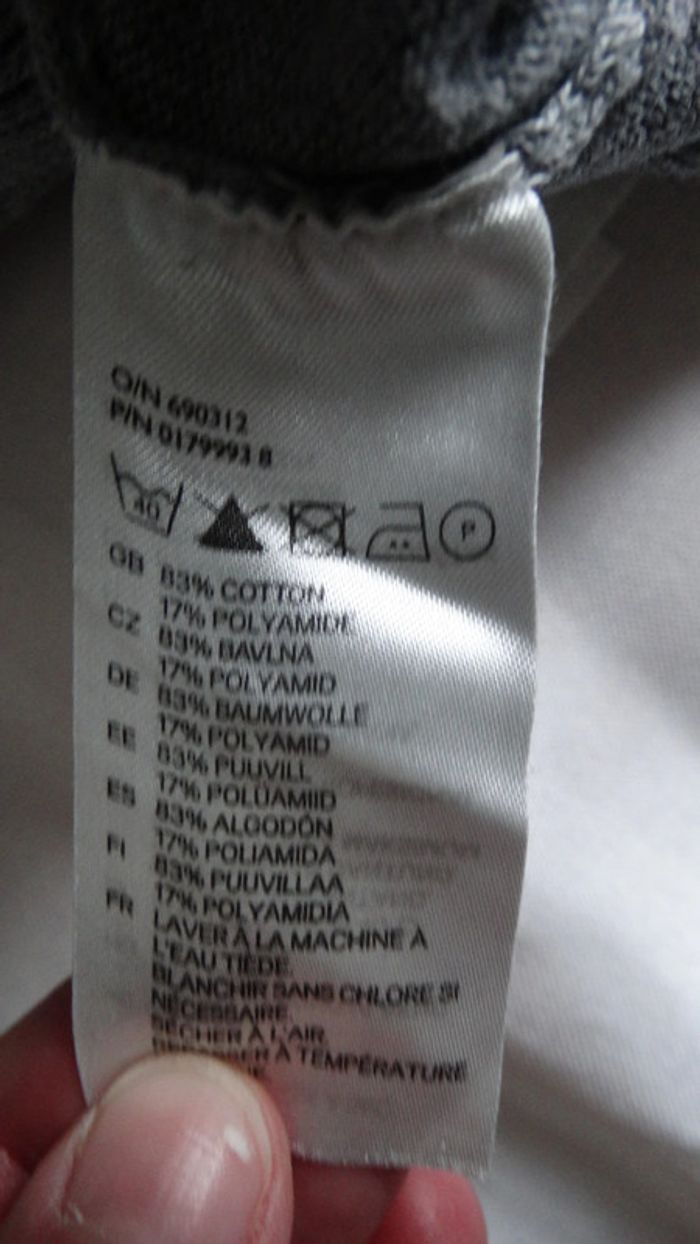 O/N 690312
P/N 0179993 8
40 P
GB 83% COTTON
17% POLYAMIDE
CZ 83% BAVLNA
17% POLYAMID
DE 83% BAUMWOLLE
17% POLYAMID
EE 83% PUUVILL
17% POLÜAMIID
ES 83% ALGODÓN
17% POLIAMIDA
FI 83% PUUVILLAA
17% POLYAMIDIA
FR LAVER À LA MACHINE À
L'EAU TIÈDE.
BLANCHIR SANS CHLORE SI
NÉCESSAIRE.
SÉCHER À L'AIR.
À TEMPÉRATURE